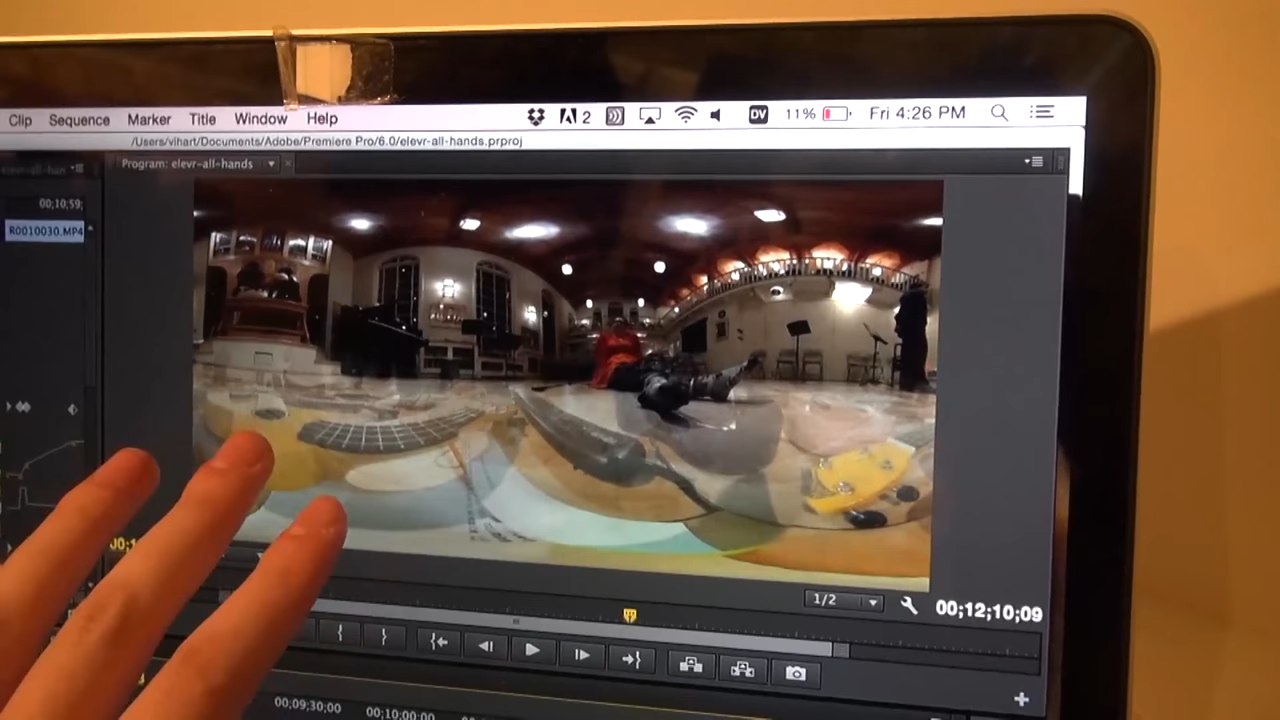 Clip Sequence Marker Title Window Help 2 DV 11% Fri 4:26 PM
/Users/vihart/Documents/Adobe/Premiere Pro/6.0/elevr-all-hands.prproj
Program: elevr-all-hands
00;10;59;
R0010030.MP4
1/2
00;12;10;09
00;09;30;00 00;10;00;00